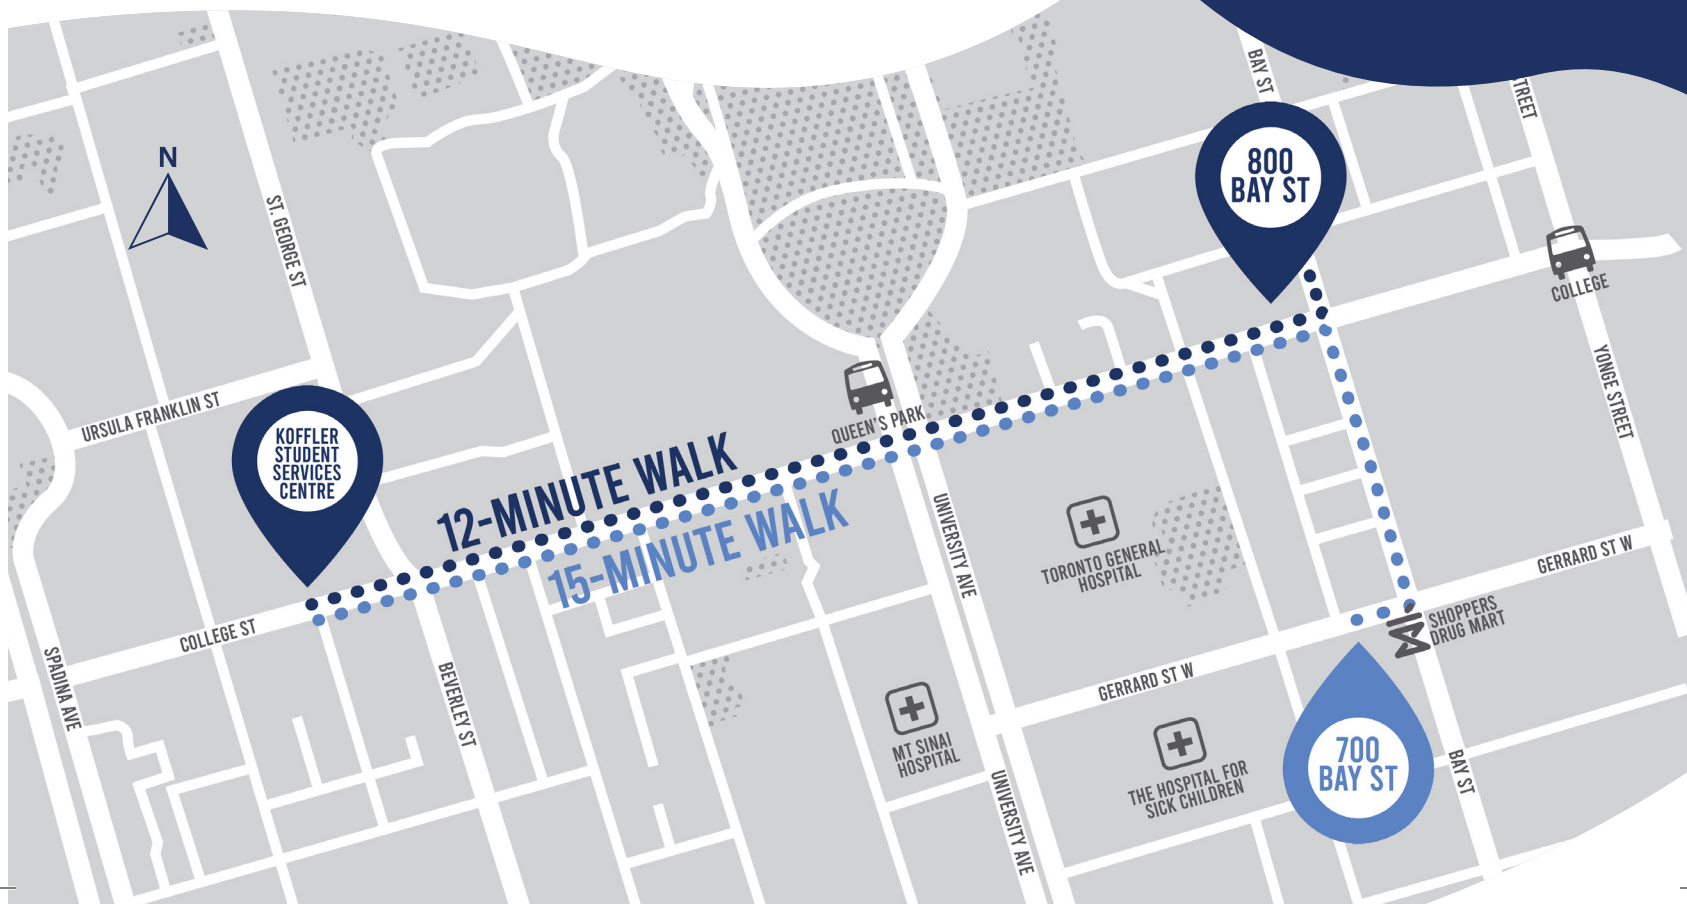 BAY ST
TREET
800
BAY ST
N
ST. GEORGE ST
COLLEGE
YONGE STREET
URSULA FRANKLIN ST
KOFFLER
STUDENT
SERVICES
CENTRE
QUEEN'S PARK
12-MINUTE WALK
15-MINUTE WALK
UNIVERSITY AVE
TORONTO GENERAL
HOSPITAL
GERRARD ST W
SHOPPERS
DRUG MART
COLLEGE ST
SPADINA AVE
BEVERLEY ST
GERRARD ST W
MT SINAI
HOSPITAL
THE HOSPITAL FOR
SICK CHILDREN
700
BAY ST
BAY ST
UNIVERSITY AVE